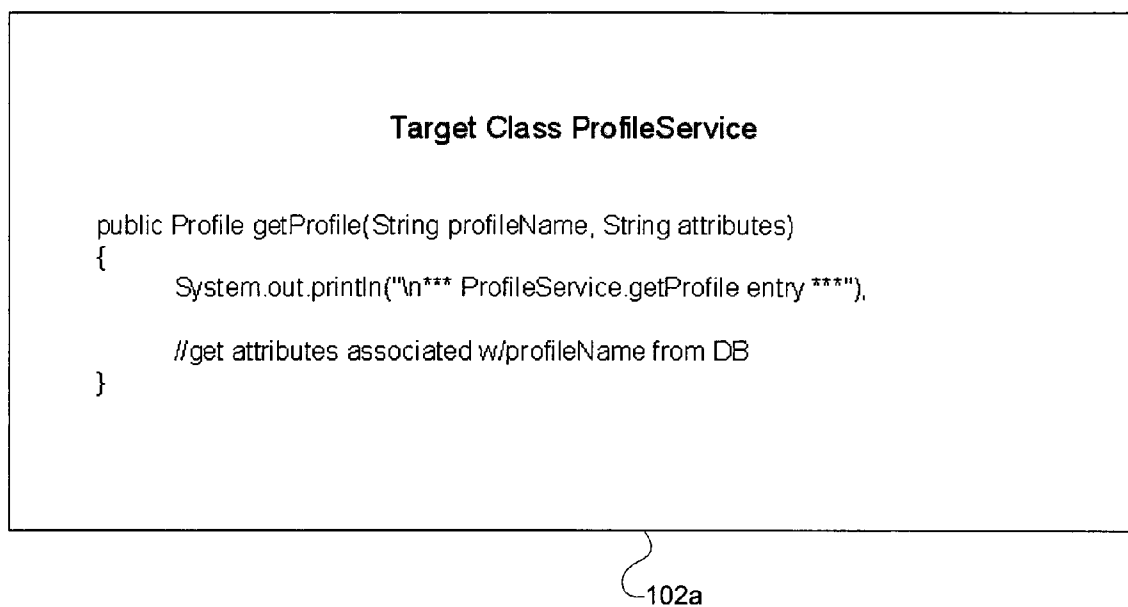 Target Class ProfileService
public Profile getProfile(String profileName, String attributes)
{
System.out.println("\n*** ProfileService.getProfile entry ***"),
//get attributes associated w/profileName from DB
}
102a